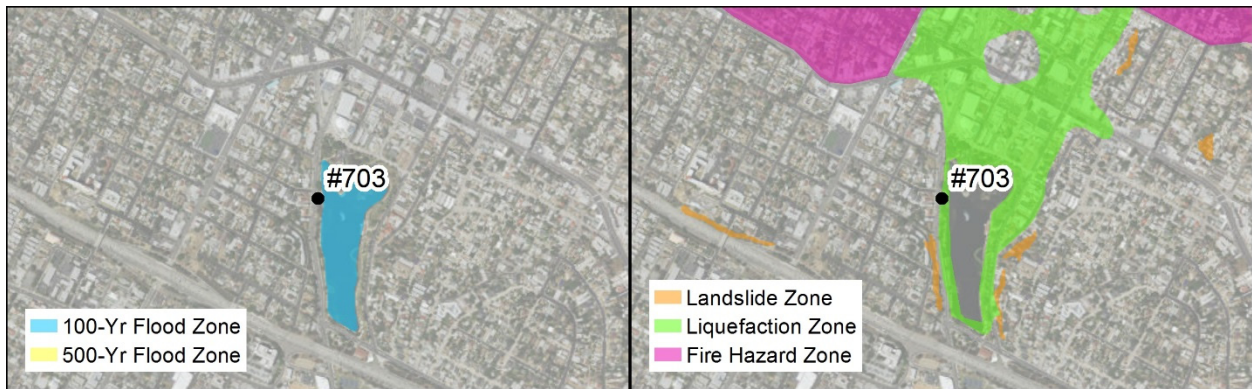 #703
100-Yr Flood Zone
500-Yr Flood Zone
#703
Landslide Zone
Liquefaction Zone
Fire Hazard Zone